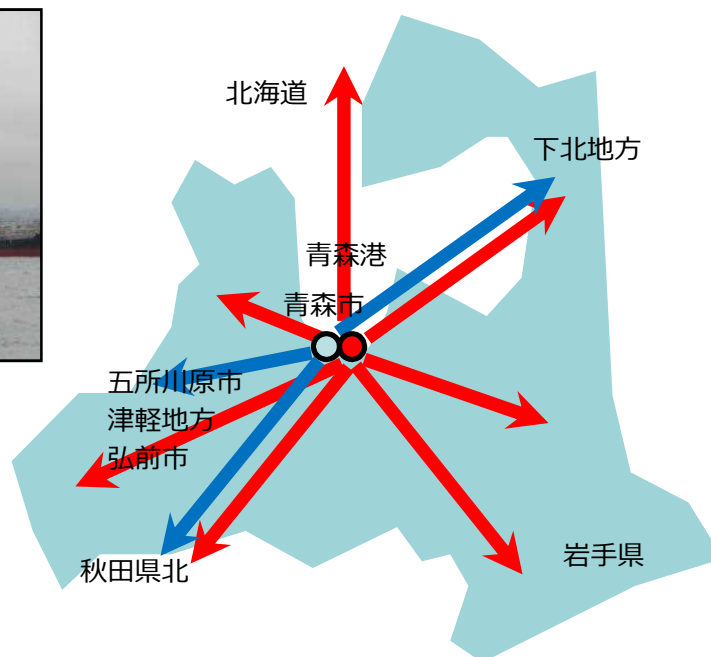 北海道
下北地方
青森港
青森市
五所川原市
津軽地方
弘前市
岩手県
秋田県北